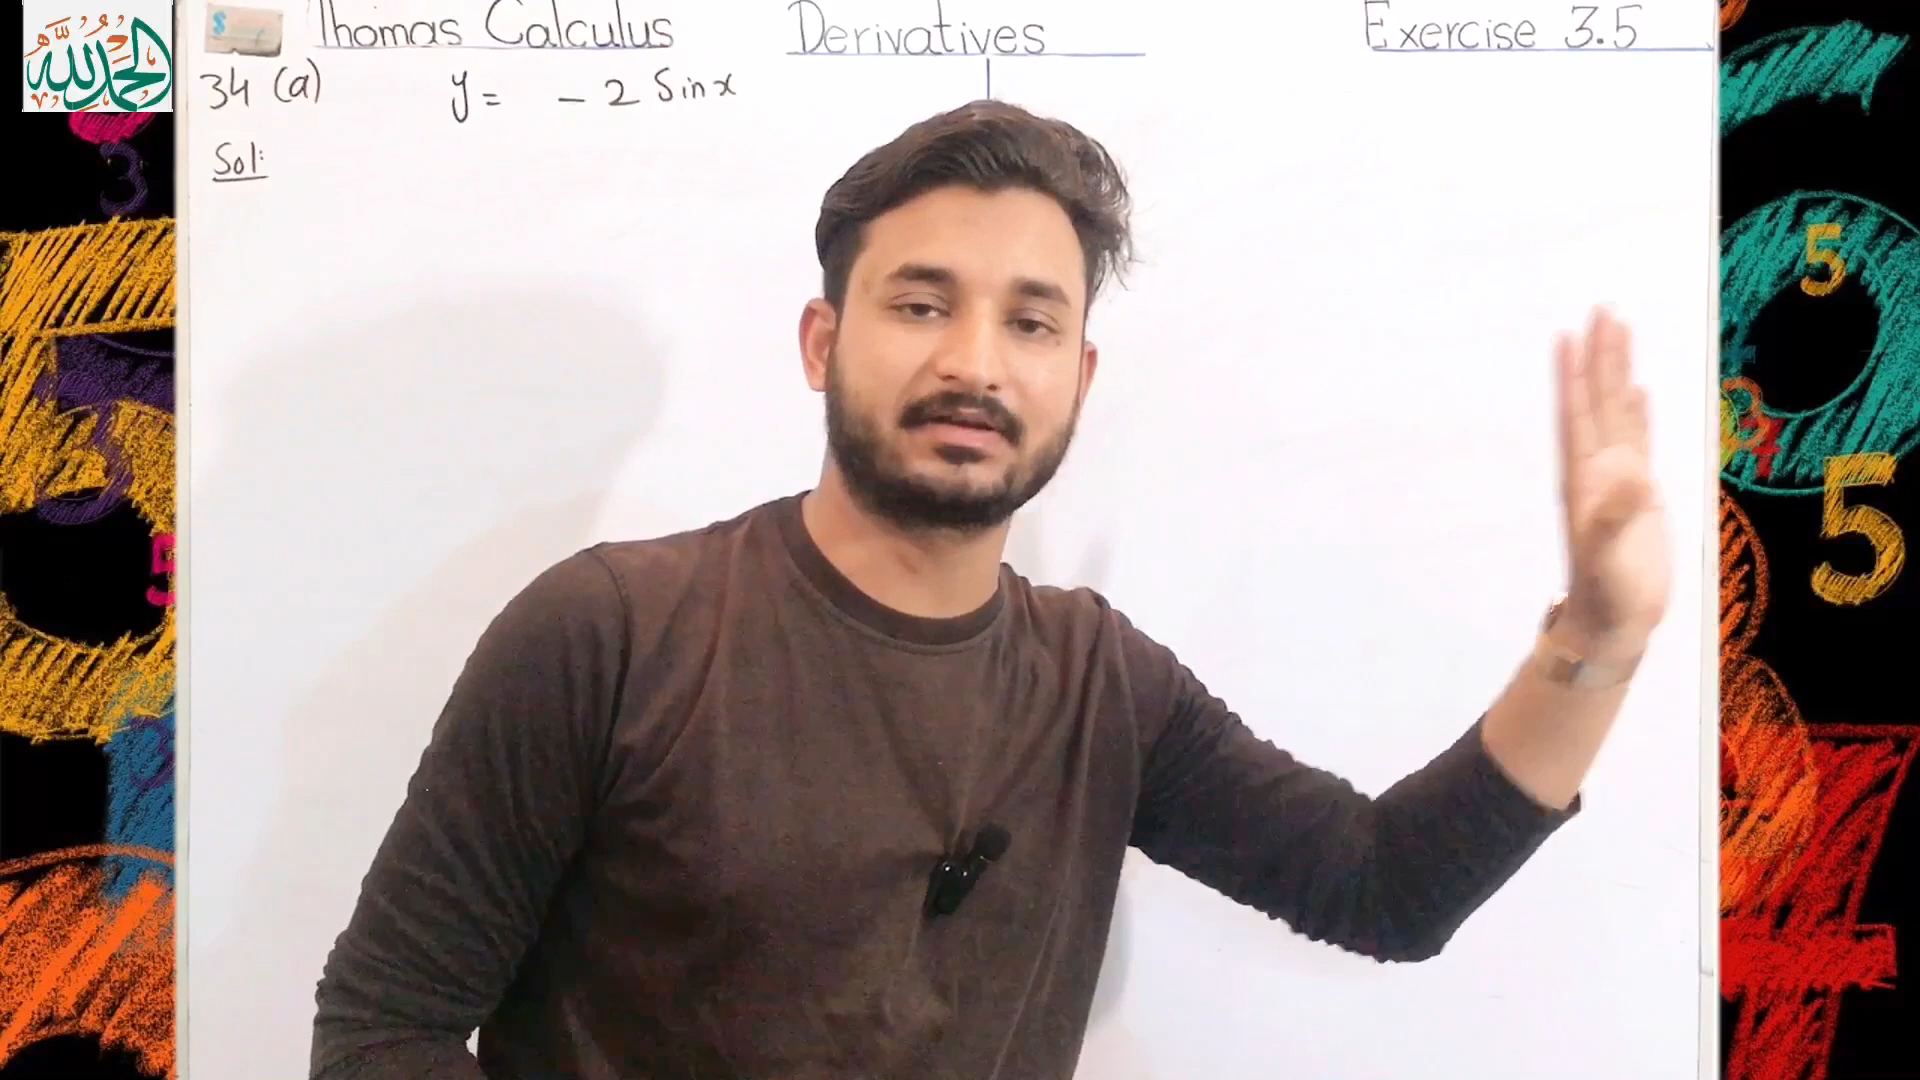 الحمد لله
Thomas Calculus Derivatives Exercise 3.5
34 (a) y = - 2 Sin x
Sol: